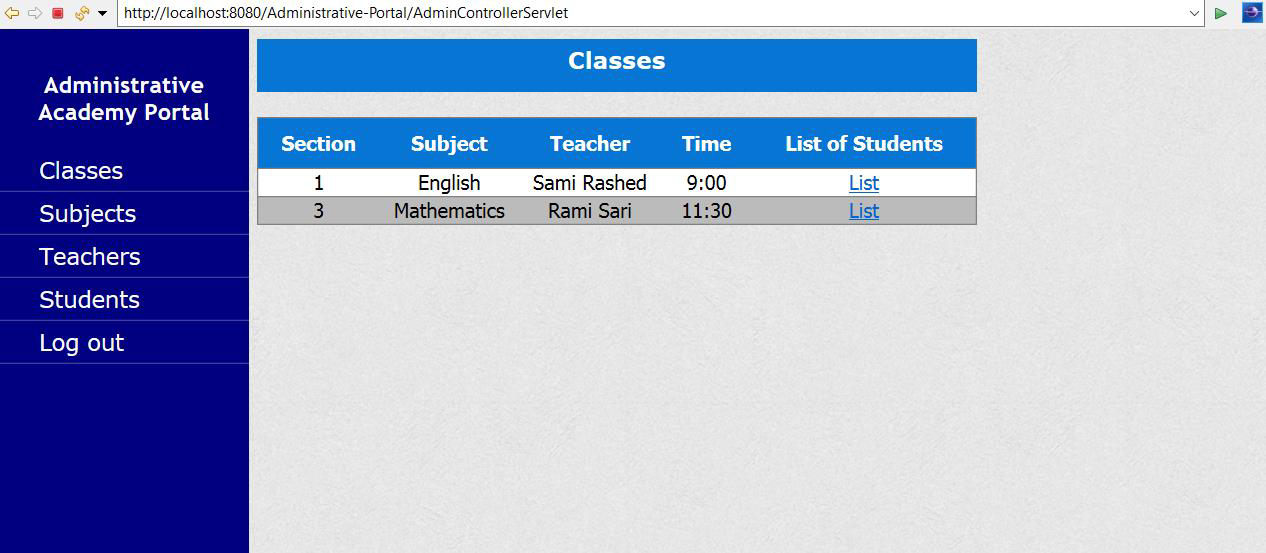 http://localhost:8080/Administrative-Portal/AdminControllerServlet
Administrative
Academy Portal
Classes
Subjects
Teachers
Students
Log out
Classes
Section Subject Teacher Time List of Students
1 English Sami Rashed 9:00 List
3 Mathematics Rami Sari 11:30 List